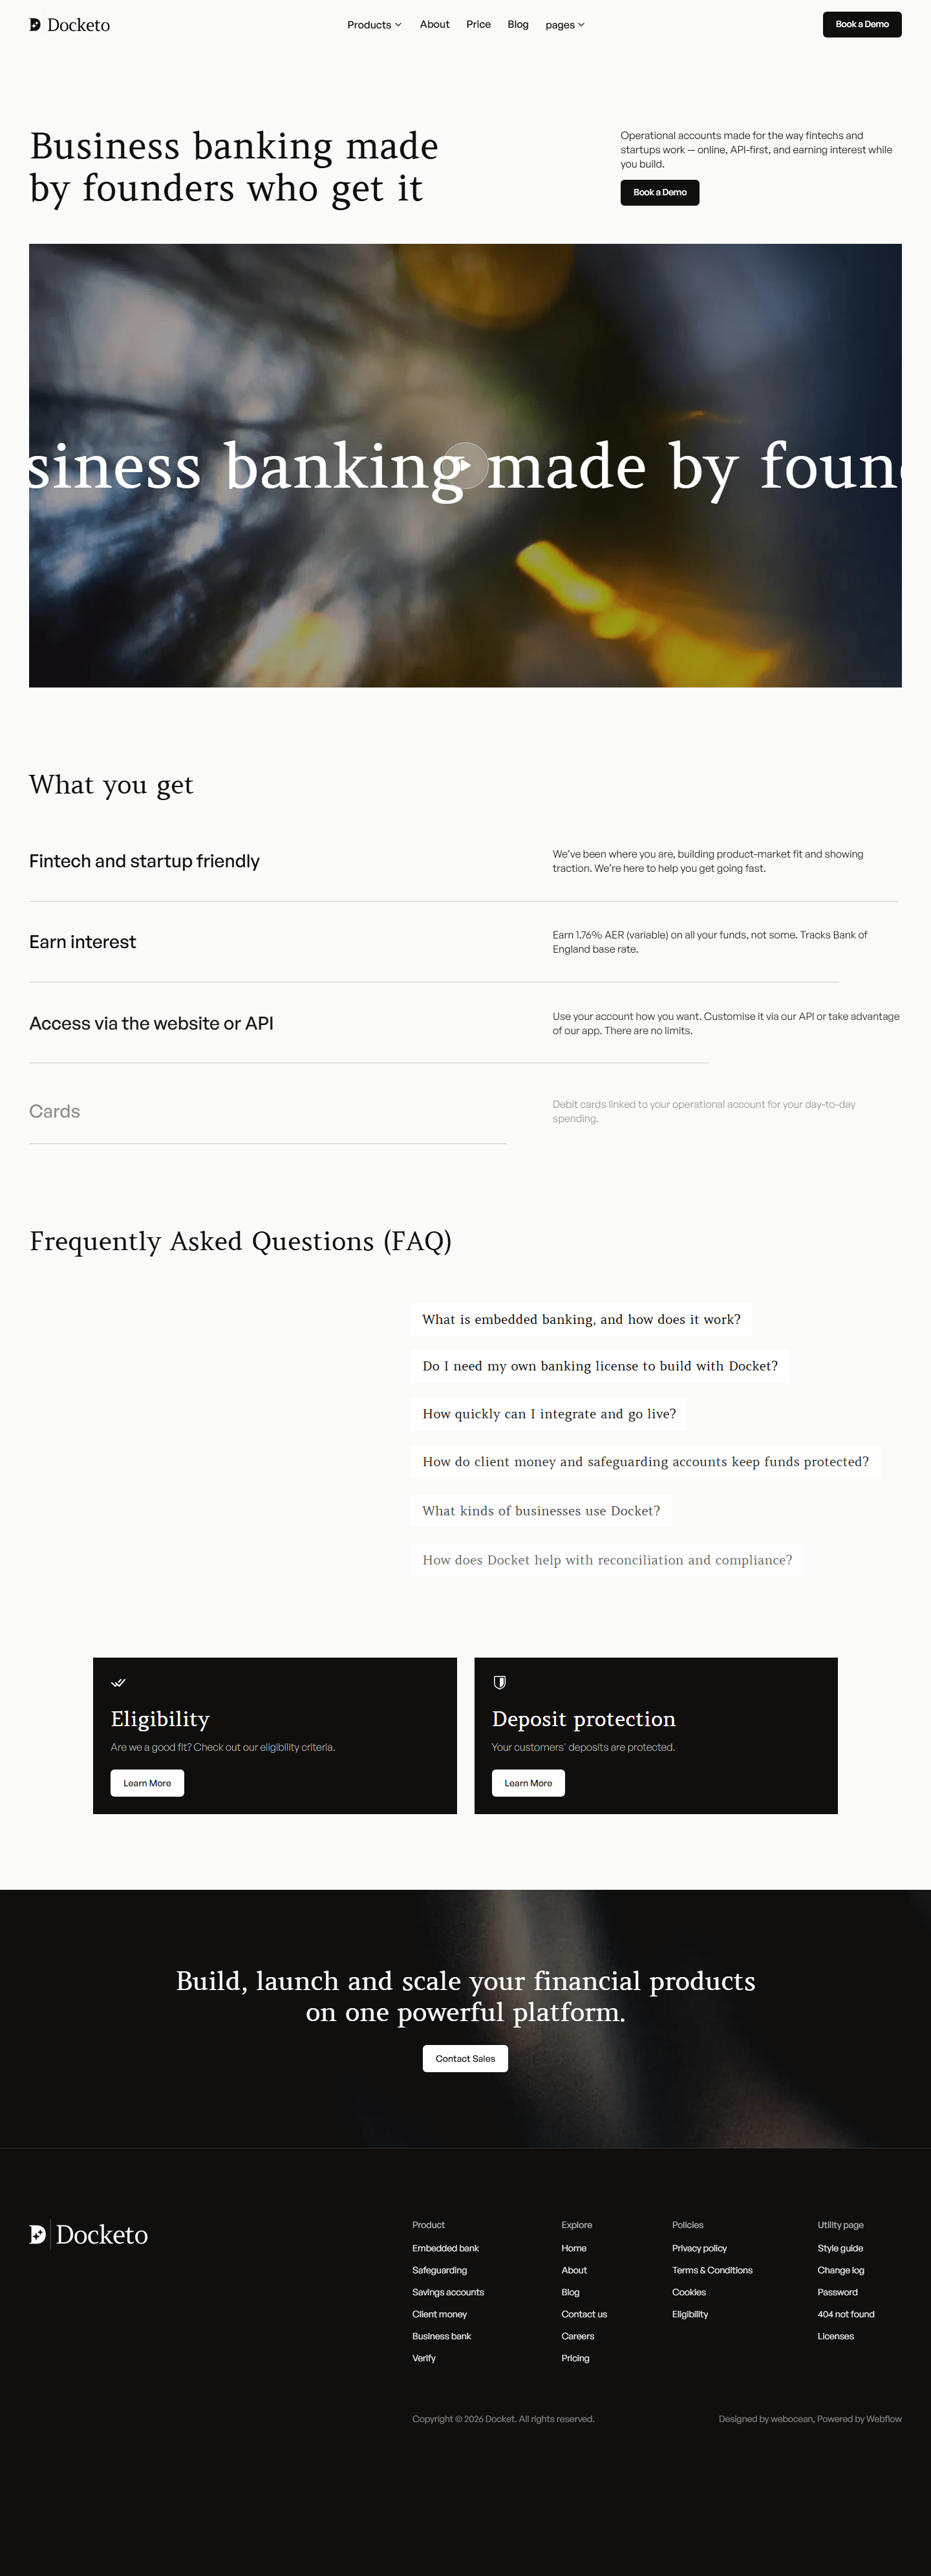 Docketo
Products
About
Price
Blog
pages
Book a Demo
Business banking made
by founders who get it
Operational accounts made for the way fintechs and
startups work — online, API-first, and earning interest while
you build.
Book a Demo
siness banking made by found
What you get
Fintech and startup friendly
We’ve been where you are, building product-market fit and showing
traction. We’re here to help you get going fast.
Earn interest
Earn 1.76% AER (variable) on all your funds, not some. Tracks Bank of
England base rate.
Access via the website or API
Use your account how you want. Customise it via our API or take advantage
of our app. There are no limits.
Cards
Debit cards linked to your operational account for your day-to-day
spending.
Frequently Asked Questions (FAQ)
What is embedded banking, and how does it work?
Do I need my own banking license to build with Docket?
How quickly can I integrate and go live?
How do client money and safeguarding accounts keep funds protected?
What kinds of businesses use Docket?
How does Docket help with reconciliation and compliance?
Eligibility
Are we a good fit? Check out our eligibility criteria.
Learn More
Deposit protection
Your customers’ deposits are protected.
Learn More
Build, launch and scale your financial products
on one powerful platform.
Contact Sales
Docketo
Product
Embedded bank
Safeguarding
Savings accounts
Client money
Business bank
Verify
Explore
Home
About
Blog
Contact us
Careers
Pricing
Policies
Privacy policy
Terms & Conditions
Cookies
Eligibility
Utility page
Style guide
Change log
Password
404 not found
Licenses
Copyright © 2026 Docket. All rights reserved.
Designed by webocean, Powered by Webflow